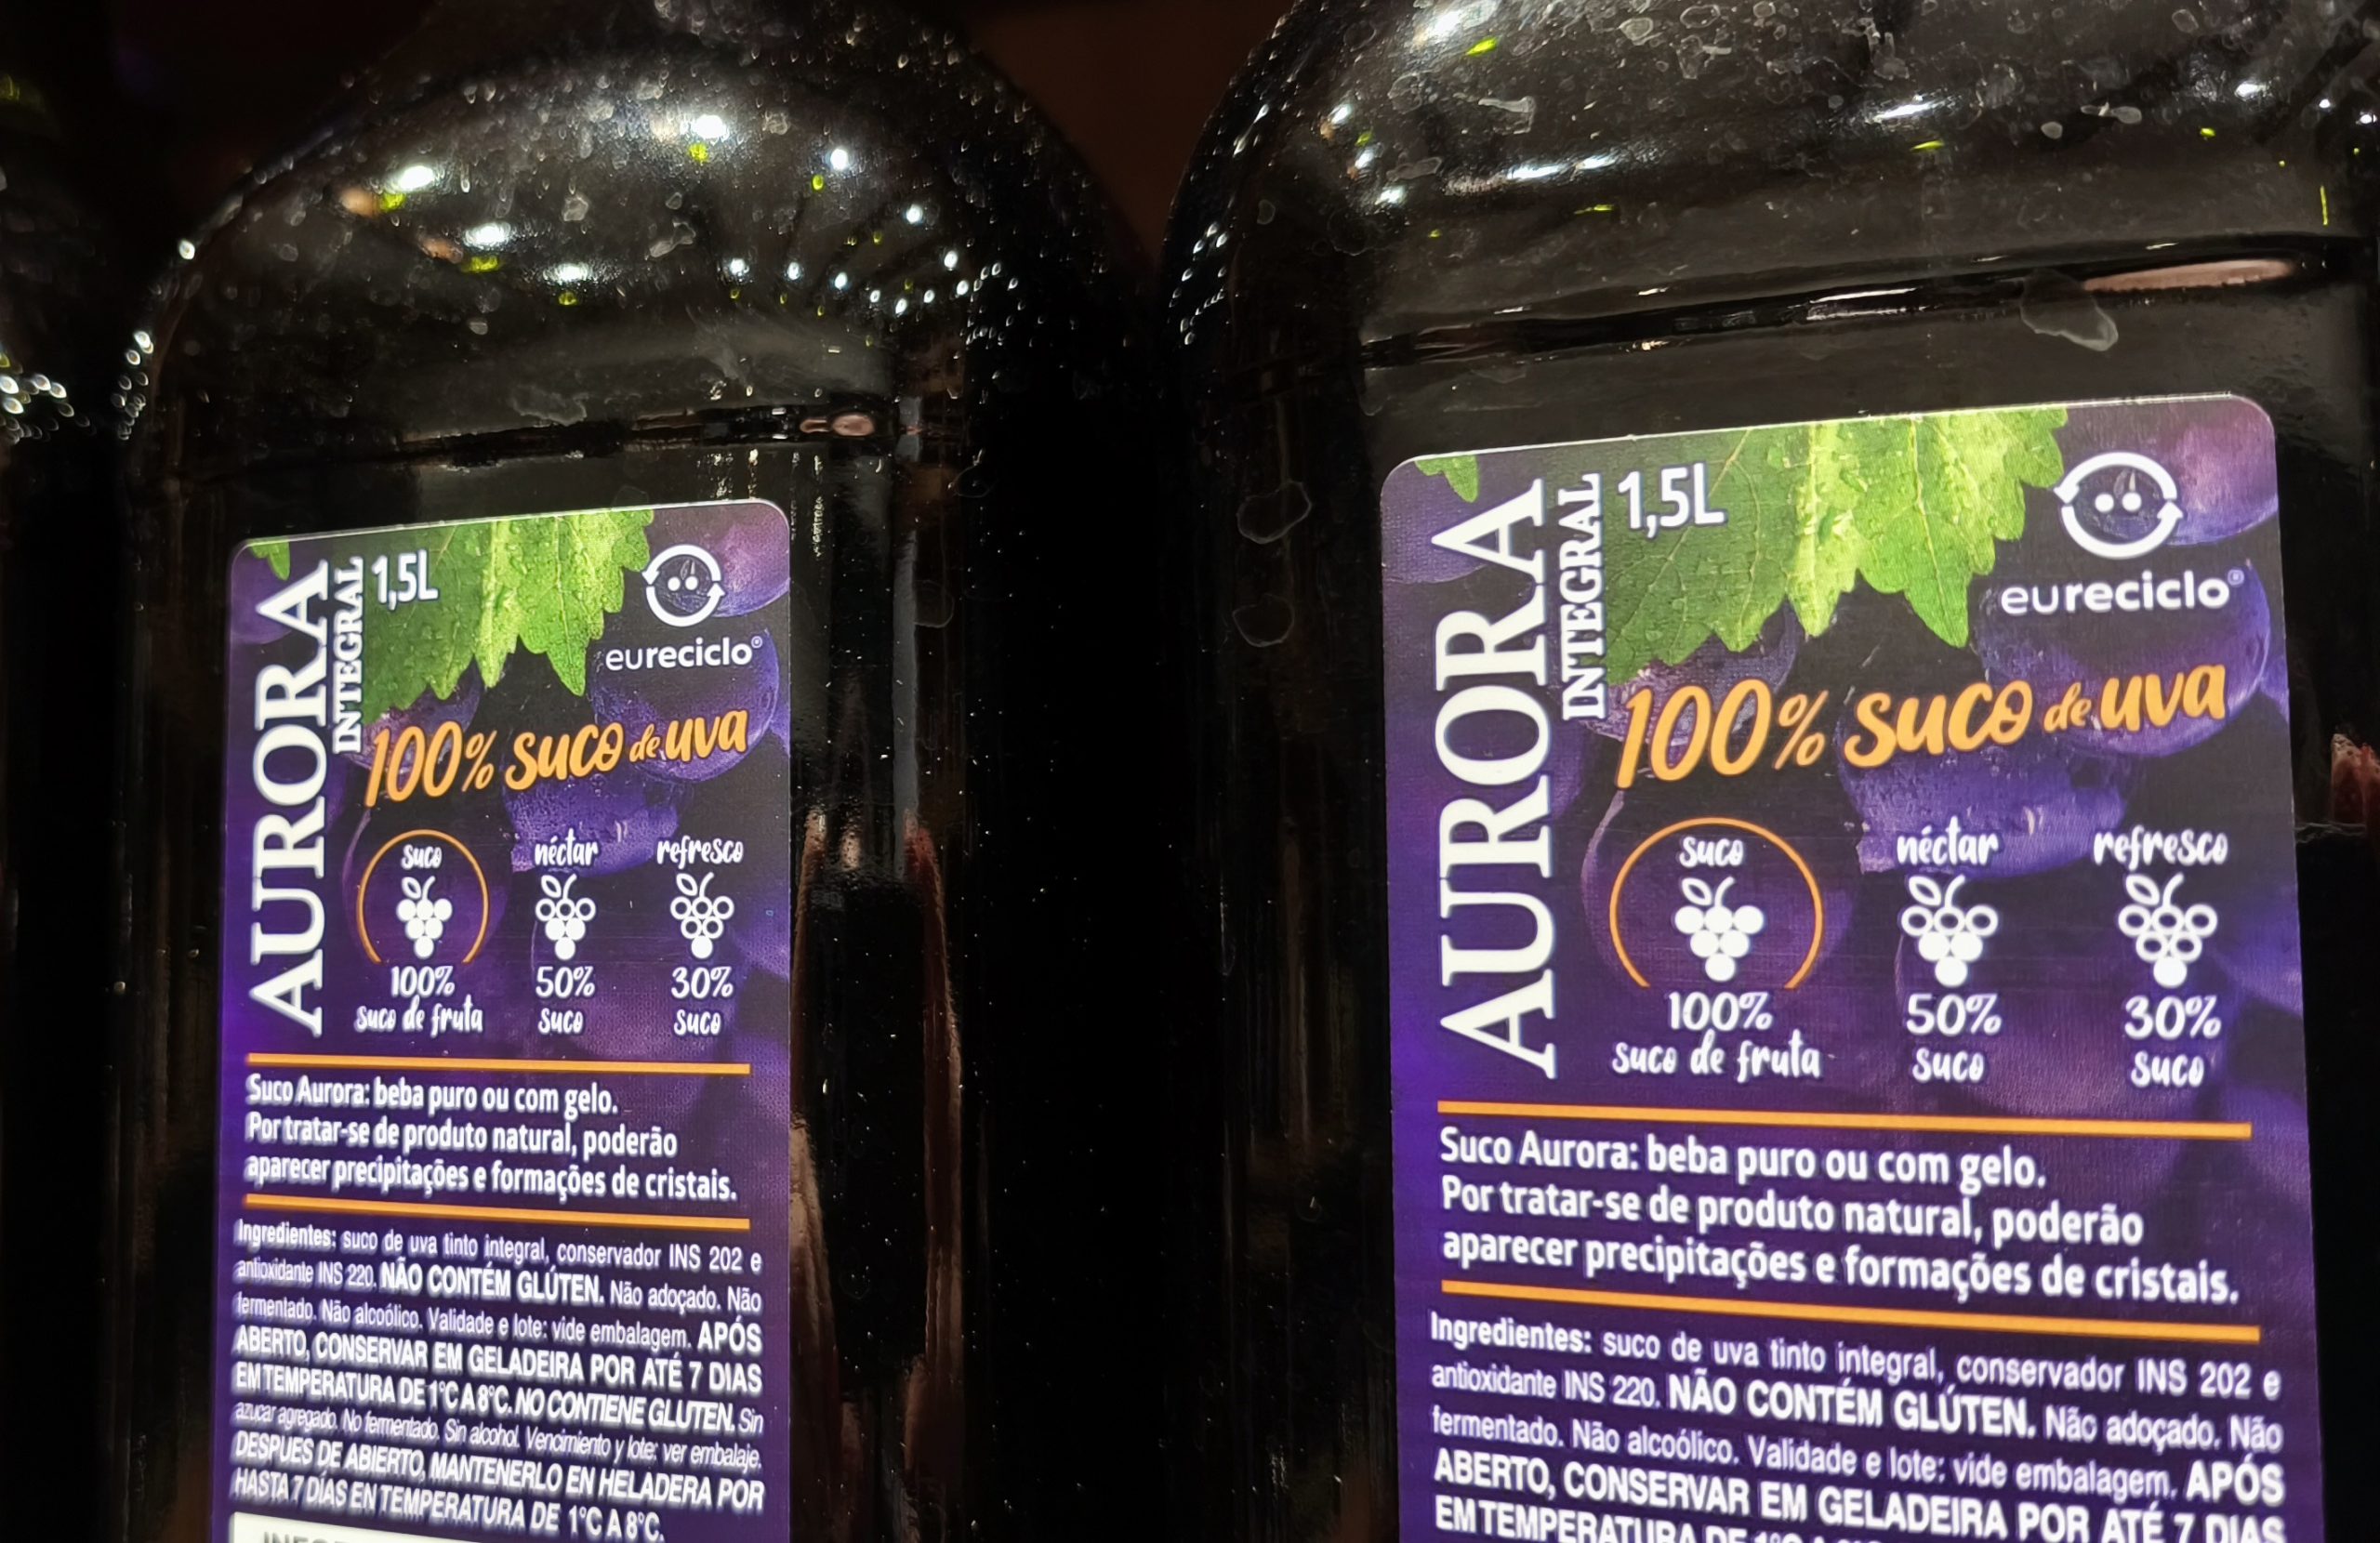 AURORA
INTEGRAL
1,5L
eureciclo®
100% suco de uva
suco néctar refresco
100% 50% 30%
suco de fruta suco suco
Suco Aurora: beba puro ou com gelo.
Por tratar-se de produto natural, poderão
aparecer precipitações e formações de cristais.
Ingredientes: suco de uva tinto integral, conservador INS 202 e
antioxidante INS 220. NÃO CONTÉM GLÚTEN. Não adoçado. Não
fermentado. Não alcoólico. Validade e lote: vide embalagem. APÓS
ABERTO, CONSERVAR EM GELADEIRA POR ATÉ 7 DIAS
EM TEMPERATURA DE 1°C A 8°C. NO CONTIENE GLUTEN. Sin
azucar agregado. No fermentado. Sin alcohol. Vencimiento y lote: ver embalaje.
DESPUES DE ABIERTO, MANTENERLO EN HELADERA POR
HASTA 7 DÍAS EN TEMPERATURA DE 1°C A 8°C.
AURORA
INTEGRAL
1,5L
eureciclo®
100% suco de uva
suco néctar refresco
100% 50% 30%
suco de fruta suco suco
Suco Aurora: beba puro ou com gelo.
Por tratar-se de produto natural, poderão
aparecer precipitações e formações de cristais.
Ingredientes: suco de uva tinto integral, conservador INS 202 e
antioxidante INS 220. NÃO CONTÉM GLÚTEN. Não adoçado. Não
fermentado. Não alcoólico. Validade e lote: vide embalagem. APÓS
ABERTO, CONSERVAR EM GELADEIRA POR ATÉ 7 DIAS
EM TEMPERATURA DE